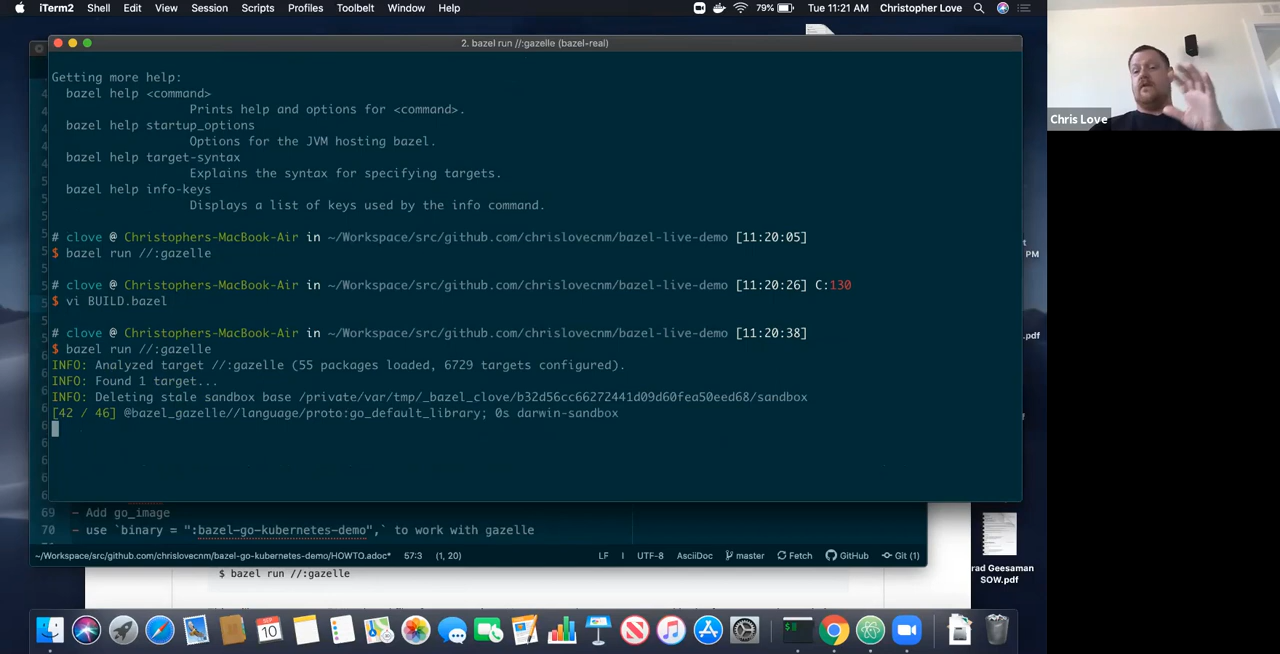 iTerm2 Shell Edit View Session Scripts Profiles Toolbelt Window Help 79% Tue 11:21 AM Christopher Love
2. bazel run //:gazelle (bazel-real)
Getting more help:
bazel help <command>
Prints help and options for <command>.
bazel help startup_options
Options for the JVM hosting bazel.
bazel help target-syntax
Explains the syntax for specifying targets.
bazel help info-keys
Displays a list of keys used by the info command.
# clove @ Christophers-MacBook-Air in ~/Workspace/src/github.com/chrislovecnm/bazel-live-demo [11:20:05]
$ bazel run //:gazelle
# clove @ Christophers-MacBook-Air in ~/Workspace/src/github.com/chrislovecnm/bazel-live-demo [11:20:26] C:130
$ vi BUILD.bazel
# clove @ Christophers-MacBook-Air in ~/Workspace/src/github.com/chrislovecnm/bazel-live-demo [11:20:38]
$ bazel run //:gazelle
INFO: Analyzed target //:gazelle (55 packages loaded, 6729 targets configured).
INFO: Found 1 target...
INFO: Deleting stale sandbox base /private/var/tmp/_bazel_clove/b32d56cc66272441d09d60fea50eed68/sandbox
[42 / 46] @bazel_gazelle//language/proto:go_default_library; 0s darwin-sandbox
69 - Add go_image
70 - use `binary = ":bazel-go-kubernetes-demo",` to work with gazelle
~/Workspace/src/github.com/chrislovecnm/bazel-go-kubernetes-demo/HOWTO.adoc* 57:3 (1, 20) LF UTF-8 AsciiDoc master Fetch GitHub Git (1)
$ bazel run //:gazelle
PM
.pdf
rad Geesaman
SOW.pdf
SEP
10
Chris Love